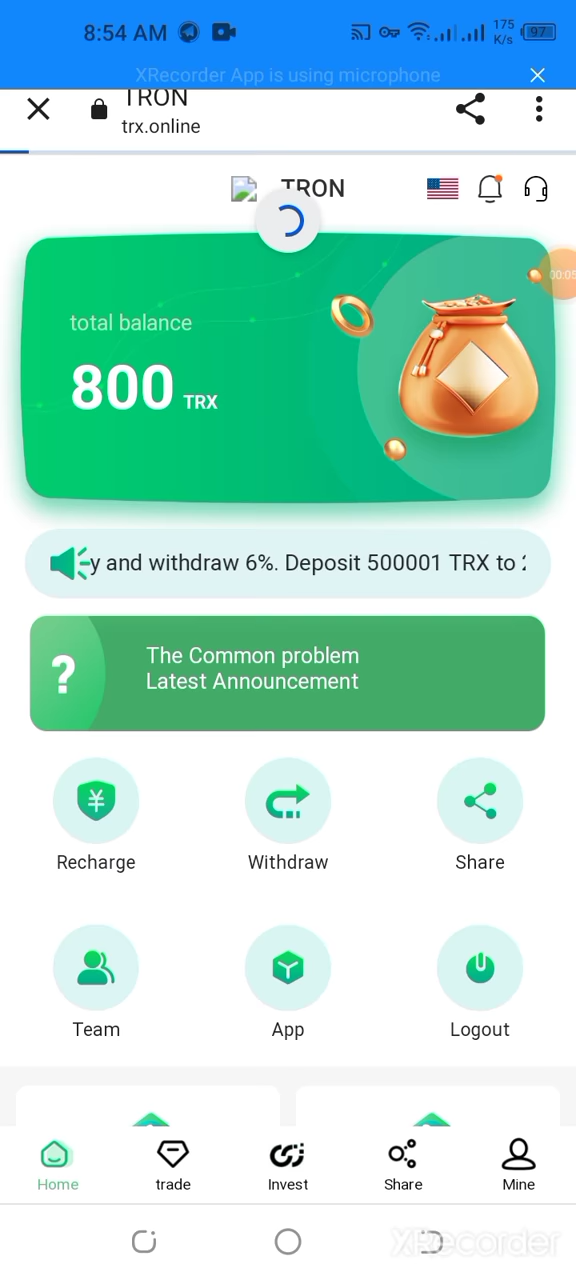 8:54 AM
175
K/s
97
XRecorder App is using microphone
TRON
trx.online
TRON
00:05
total balance
800 TRX
y and withdraw 6%. Deposit 500001 TRX to
?
The Common problem
Latest Announcement
¥
Recharge
Withdraw
Share
Team
App
Logout
Home
trade
Invest
Share
Mine
XRecorder